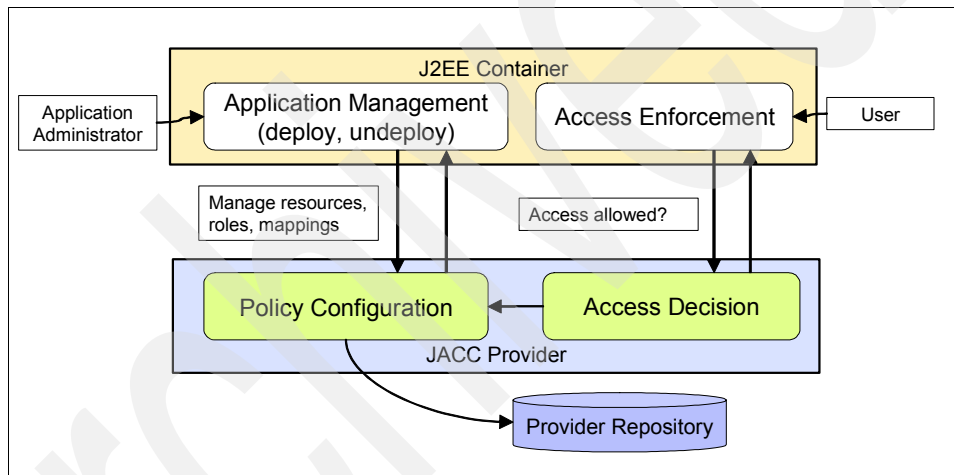 J2EE Container
Application
Administrator
Application Management
(deploy, undeploy)
Access Enforcement
User
Manage resources,
roles, mappings
Access allowed?
Policy Configuration
Access Decision
JACC Provider
Provider Repository